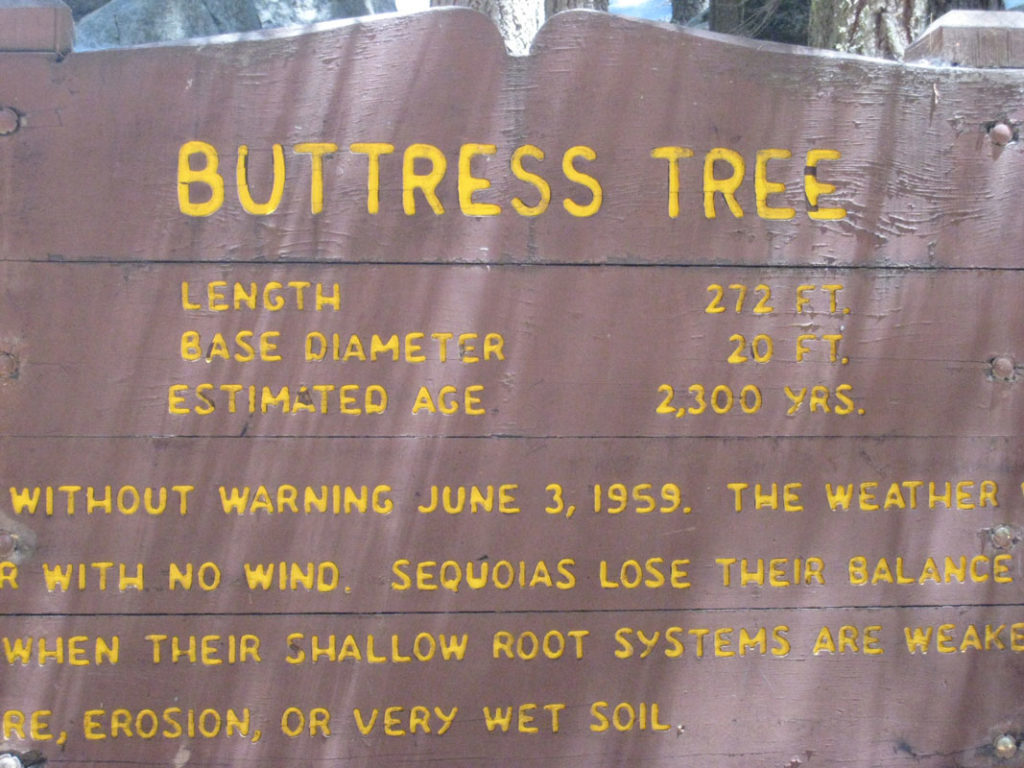 BUTTRESS TREE
LENGTH 272 FT.
BASE DIAMETER 20 FT.
ESTIMATED AGE 2,300 YRS.
WITHOUT WARNING JUNE 3, 1959. THE WEATHER
R WITH NO WIND. SEQUOIAS LOSE THEIR BALANCE
WHEN THEIR SHALLOW ROOT SYSTEMS ARE WEAKE
RE, EROSION, OR VERY WET SOIL.